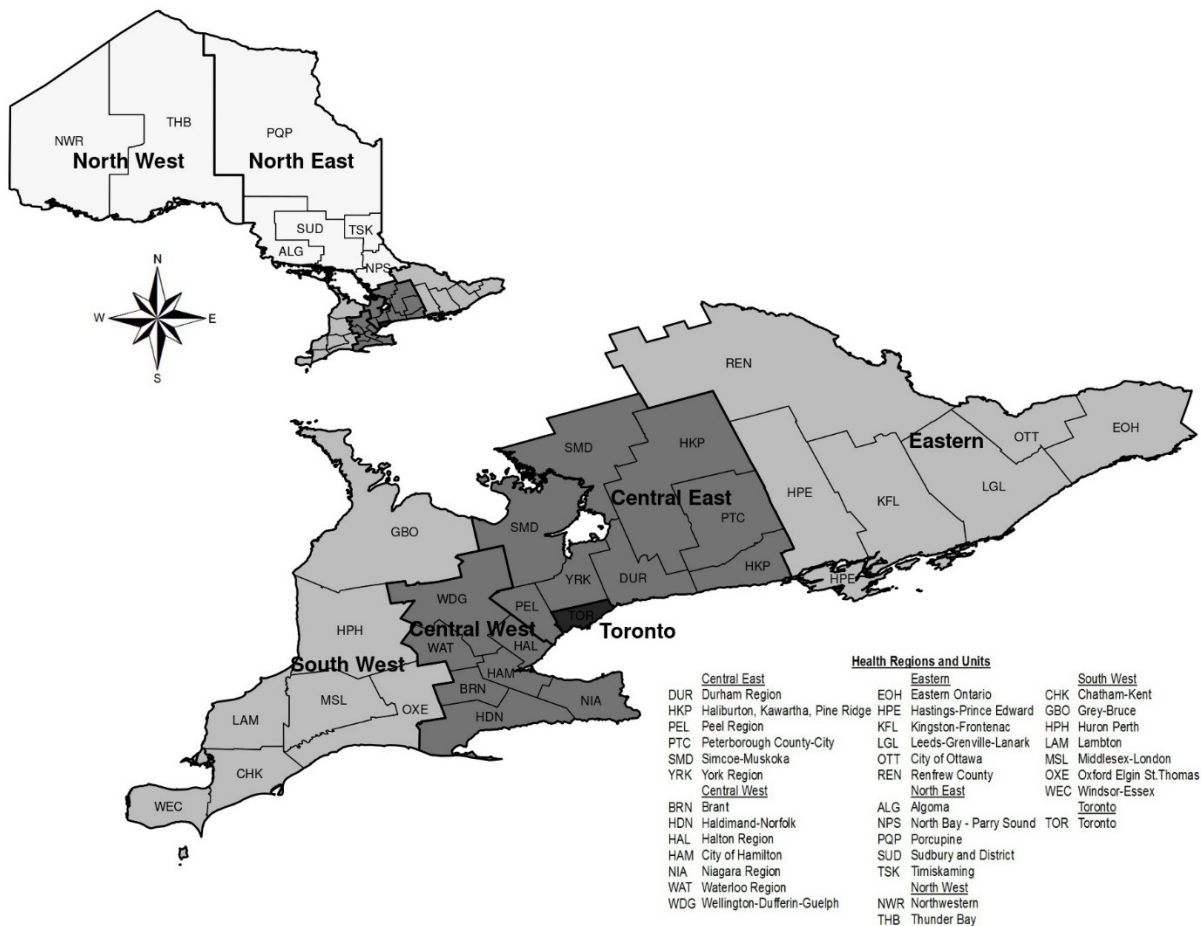 THB
NWR
PQP
North West
North East
SUD
TSK
ALG
NPS
N
W
E
S
REN
SMD
HKP
OTT
EOH
Eastern
LGL
HPE
KFL
Central East
PTC
SMD
GBO
YRK
DUR
HKP
HPE
WDG
PEL
TOR
HPH
Central West
Toronto
WAT
HAL
South West
HAM
BRN
NIA
MSL
OXE
HDN
LAM
CHK
WEC
Health Regions and Units
Central East
DUR Durham Region
HKP Haliburton, Kawartha, Pine Ridge
PEL Peel Region
PTC Peterborough County-City
SMD Simcoe-Muskoka
YRK York Region
Central West
BRN Brant
HDN Haldimand-Norfolk
HAL Halton Region
HAM City of Hamilton
NIA Niagara Region
WAT Waterloo Region
WDG Wellington-Dufferin-Guelph
Eastern
EOH Eastern Ontario
HPE Hastings-Prince Edward
KFL Kingston-Frontenac
LGL Leeds-Grenville-Lanark
OTT City of Ottawa
REN Renfrew County
North East
ALG Algoma
NPS North Bay - Parry Sound
PQP Porcupine
SUD Sudbury and District
TSK Timiskaming
North West
NWR Northwestern
THB Thunder Bay
South West
CHK Chatham-Kent
GBO Grey-Bruce
HPH Huron Perth
LAM Lambton
MSL Middlesex-London
OXE Oxford Elgin St.Thomas
WEC Windsor-Essex
Toronto
TOR Toronto